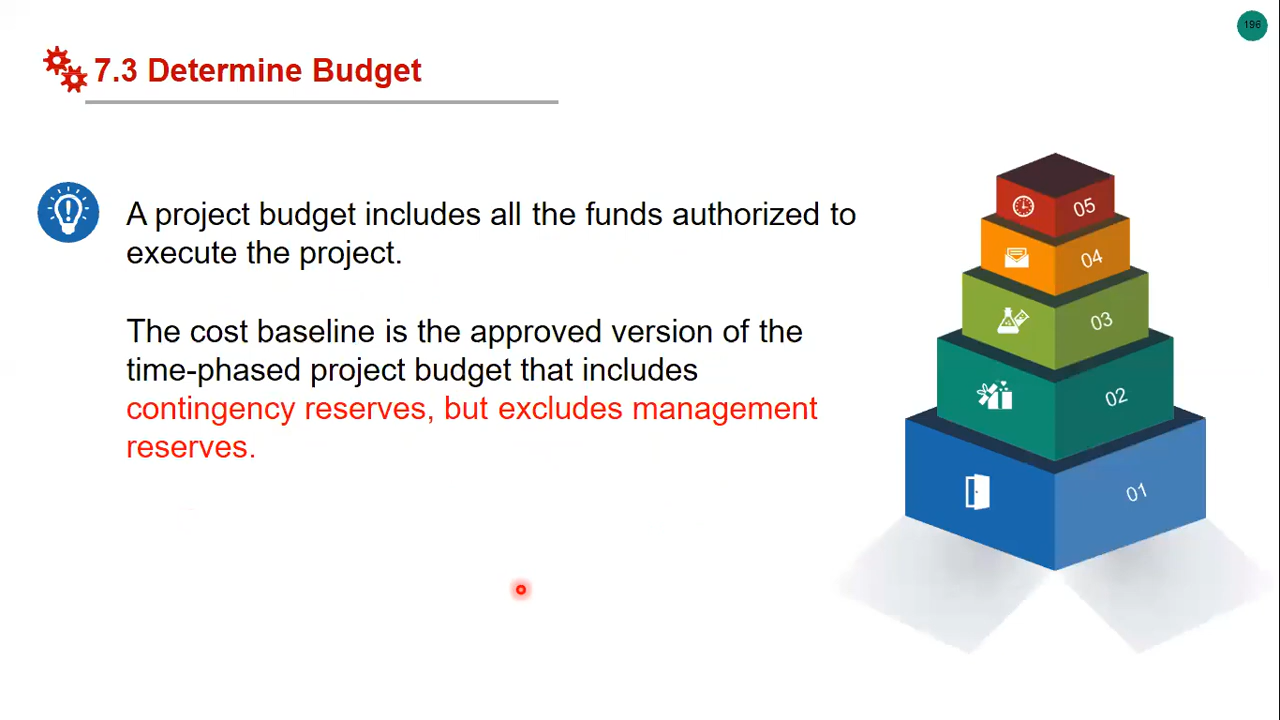 196
7.3 Determine Budget
A project budget includes all the funds authorized to
execute the project.
The cost baseline is the approved version of the
time-phased project budget that includes
contingency reserves, but excludes management
reserves.
05
04
03
02
01